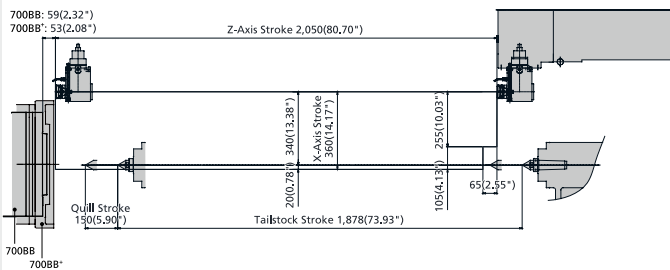 700BB: 59(2.32")
700BB⁺: 53(2.08")
Z-Axis Stroke 2,050(80.70")
340(13.38")
X-Axis Stroke
360(14.17")
255(10.03")
20(0.78")
105(4.13")
65(2.55")
Quill Stroke
150(5.90")
Tailstock Stroke 1,878(73.93")
700BB
700BB⁺